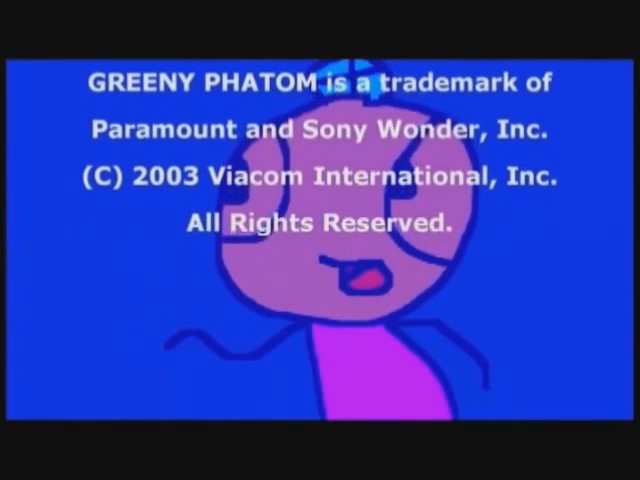 GREENY PHATOM is a trademark of
Paramount and Sony Wonder, Inc.
(C) 2003 Viacom International, Inc.
All Rights Reserved.